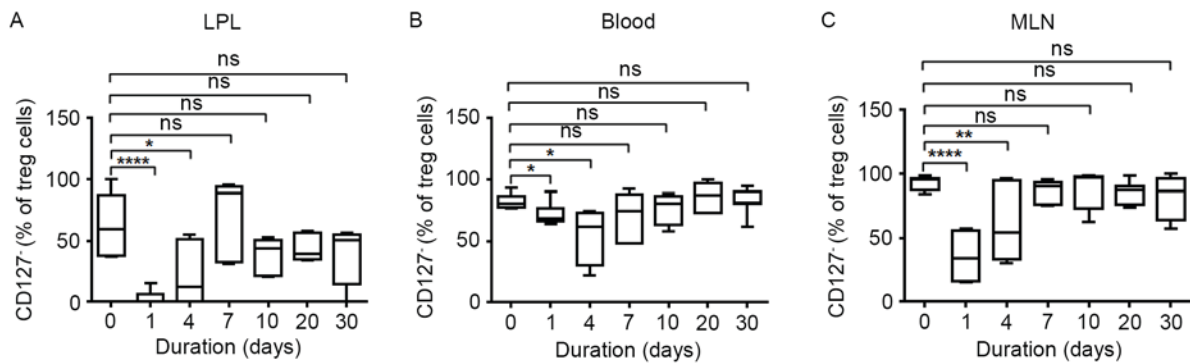 A
LPL
ns
ns
ns
ns
*
****
CD127- (% of treg cells)
150
100
50
0
0 1 4 7 10 20 30
Duration (days)
B
Blood
ns
ns
ns
ns
*
*
CD127- (% of treg cells)
150
100
50
0
0 1 4 7 10 20 30
Duration (days)
C
MLN
ns
ns
ns
ns
**
****
CD127- (% of treg cells)
150
100
50
0
0 1 4 7 10 20 30
Duration (days)